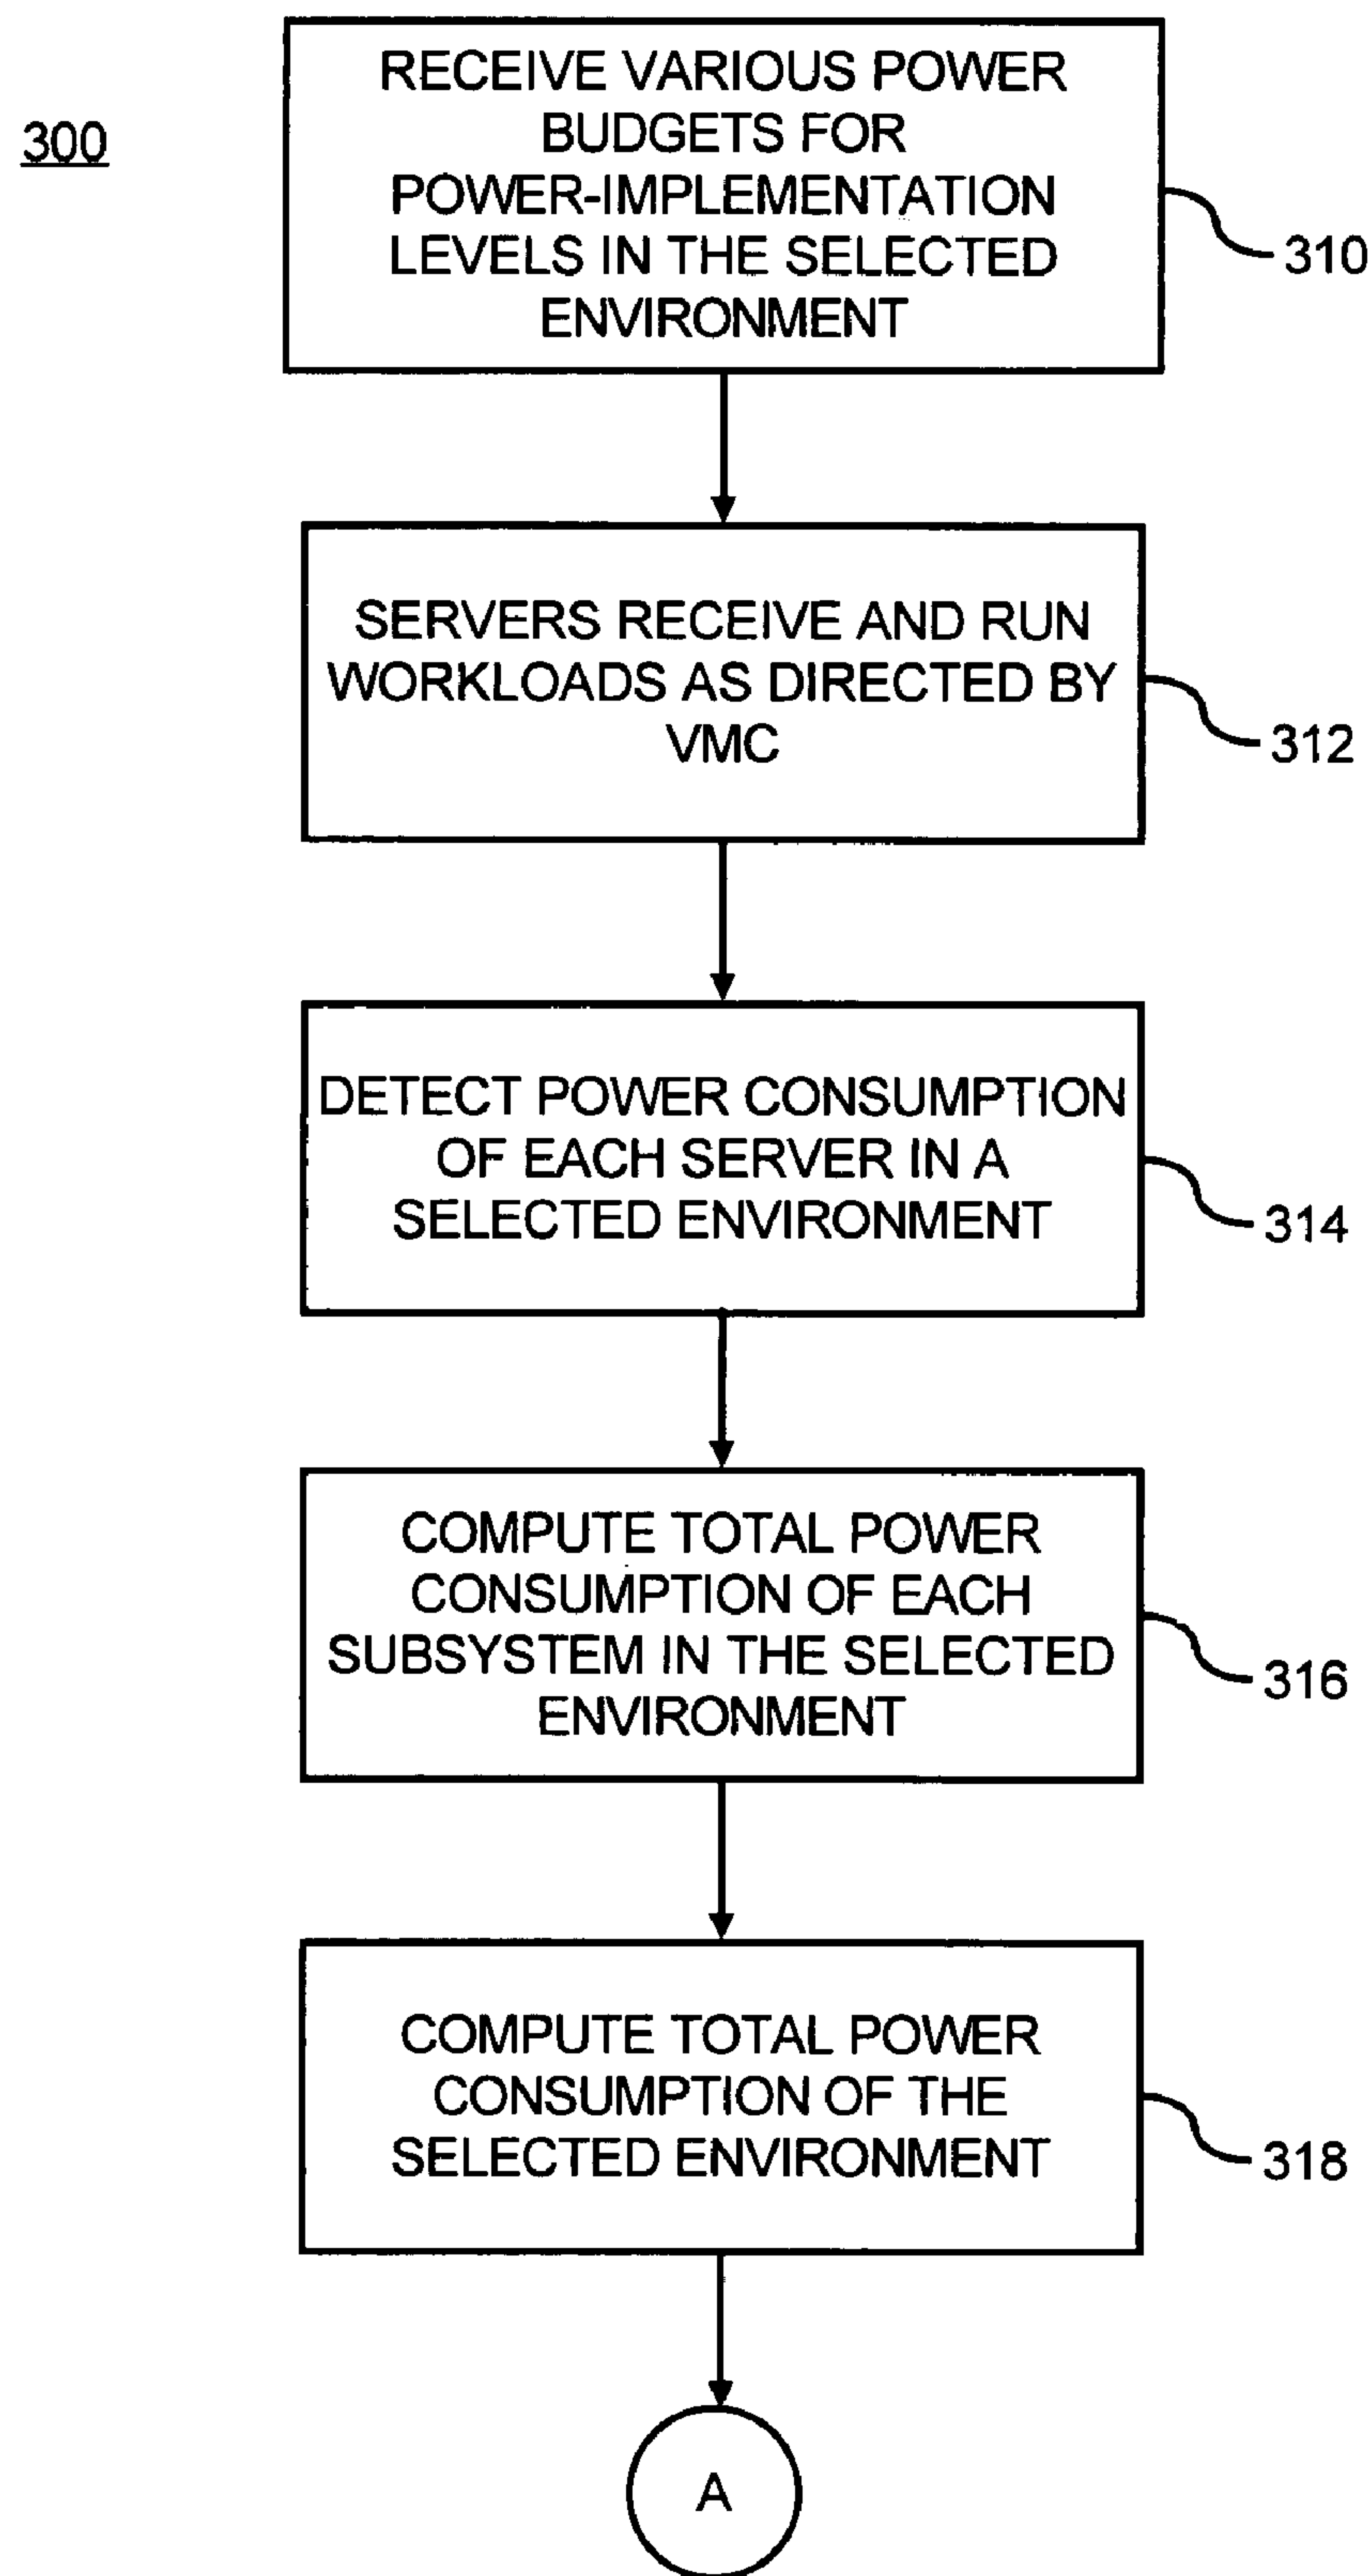 300
RECEIVE VARIOUS POWER
BUDGETS FOR
POWER-IMPLEMENTATION
LEVELS IN THE SELECTED
ENVIRONMENT
310
SERVERS RECEIVE AND RUN
WORKLOADS AS DIRECTED BY
VMC
312
DETECT POWER CONSUMPTION
OF EACH SERVER IN A
SELECTED ENVIRONMENT
314
COMPUTE TOTAL POWER
CONSUMPTION OF EACH
SUBSYSTEM IN THE SELECTED
ENVIRONMENT
316
COMPUTE TOTAL POWER
CONSUMPTION OF THE
SELECTED ENVIRONMENT
318
A